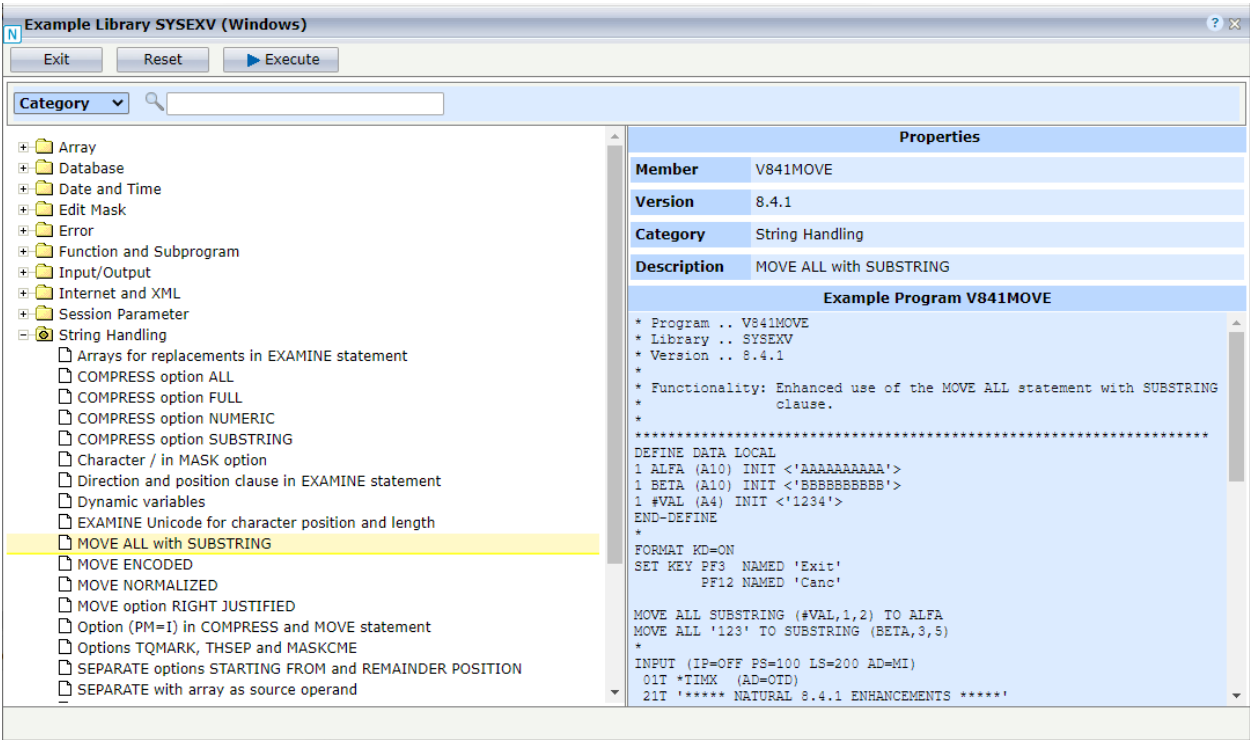 Example Library SYSEXV (Windows)
N
?
Exit Reset Execute
Category
Array
Database
Date and Time
Edit Mask
Error
Function and Subprogram
Input/Output
Internet and XML
Session Parameter
String Handling
Arrays for replacements in EXAMINE statement
COMPRESS option ALL
COMPRESS option FULL
COMPRESS option NUMERIC
COMPRESS option SUBSTRING
Character / in MASK option
Direction and position clause in EXAMINE statement
Dynamic variables
EXAMINE Unicode for character position and length
MOVE ALL with SUBSTRING
MOVE ENCODED
MOVE NORMALIZED
MOVE option RIGHT JUSTIFIED
Option (PM=I) in COMPRESS and MOVE statement
Options TQMARK, THSEP and MASKCME
SEPARATE options STARTING FROM and REMAINDER POSITION
SEPARATE with array as source operand
Properties
Member V841MOVE
Version 8.4.1
Category String Handling
Description MOVE ALL with SUBSTRING
Example Program V841MOVE
* Program .. V841MOVE
* Library .. SYSEXV
* Version .. 8.4.1
*
* Functionality: Enhanced use of the MOVE ALL statement with SUBSTRING
*                clause.
*
*********************************************************************
DEFINE DATA LOCAL
1 ALFA (A10) INIT <'AAAAAAAAAA'>
1 BETA (A10) INIT <'BBBBBBBBBB'>
1 #VAL (A4) INIT <'1234'>
END-DEFINE
*
FORMAT KD=ON
SET KEY PF3  NAMED 'Exit'
        PF12 NAMED 'Canc'
MOVE ALL SUBSTRING (#VAL,1,2) TO ALFA
MOVE ALL '123' TO SUBSTRING (BETA,3,5)
*
INPUT (IP=OFF PS=100 LS=200 AD=MI)
 01T *TIMX  (AD=OTD)
 21T '***** NATURAL 8.4.1 ENHANCEMENTS *****'